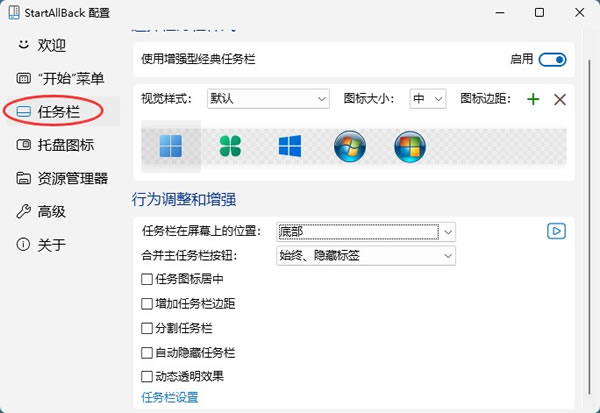 StartAllBack 配置
欢迎
“开始”菜单
任务栏
托盘图标
资源管理器
高级
关于
使用增强型经典任务栏 启用
视觉样式： 默认 图标大小： 中 图标边距：
行为调整和增强
任务栏在屏幕上的位置： 底部
合并主任务栏按钮： 始终、隐藏标签
任务图标居中
增加任务栏边距
分割任务栏
自动隐藏任务栏
动态透明效果
任务栏设置